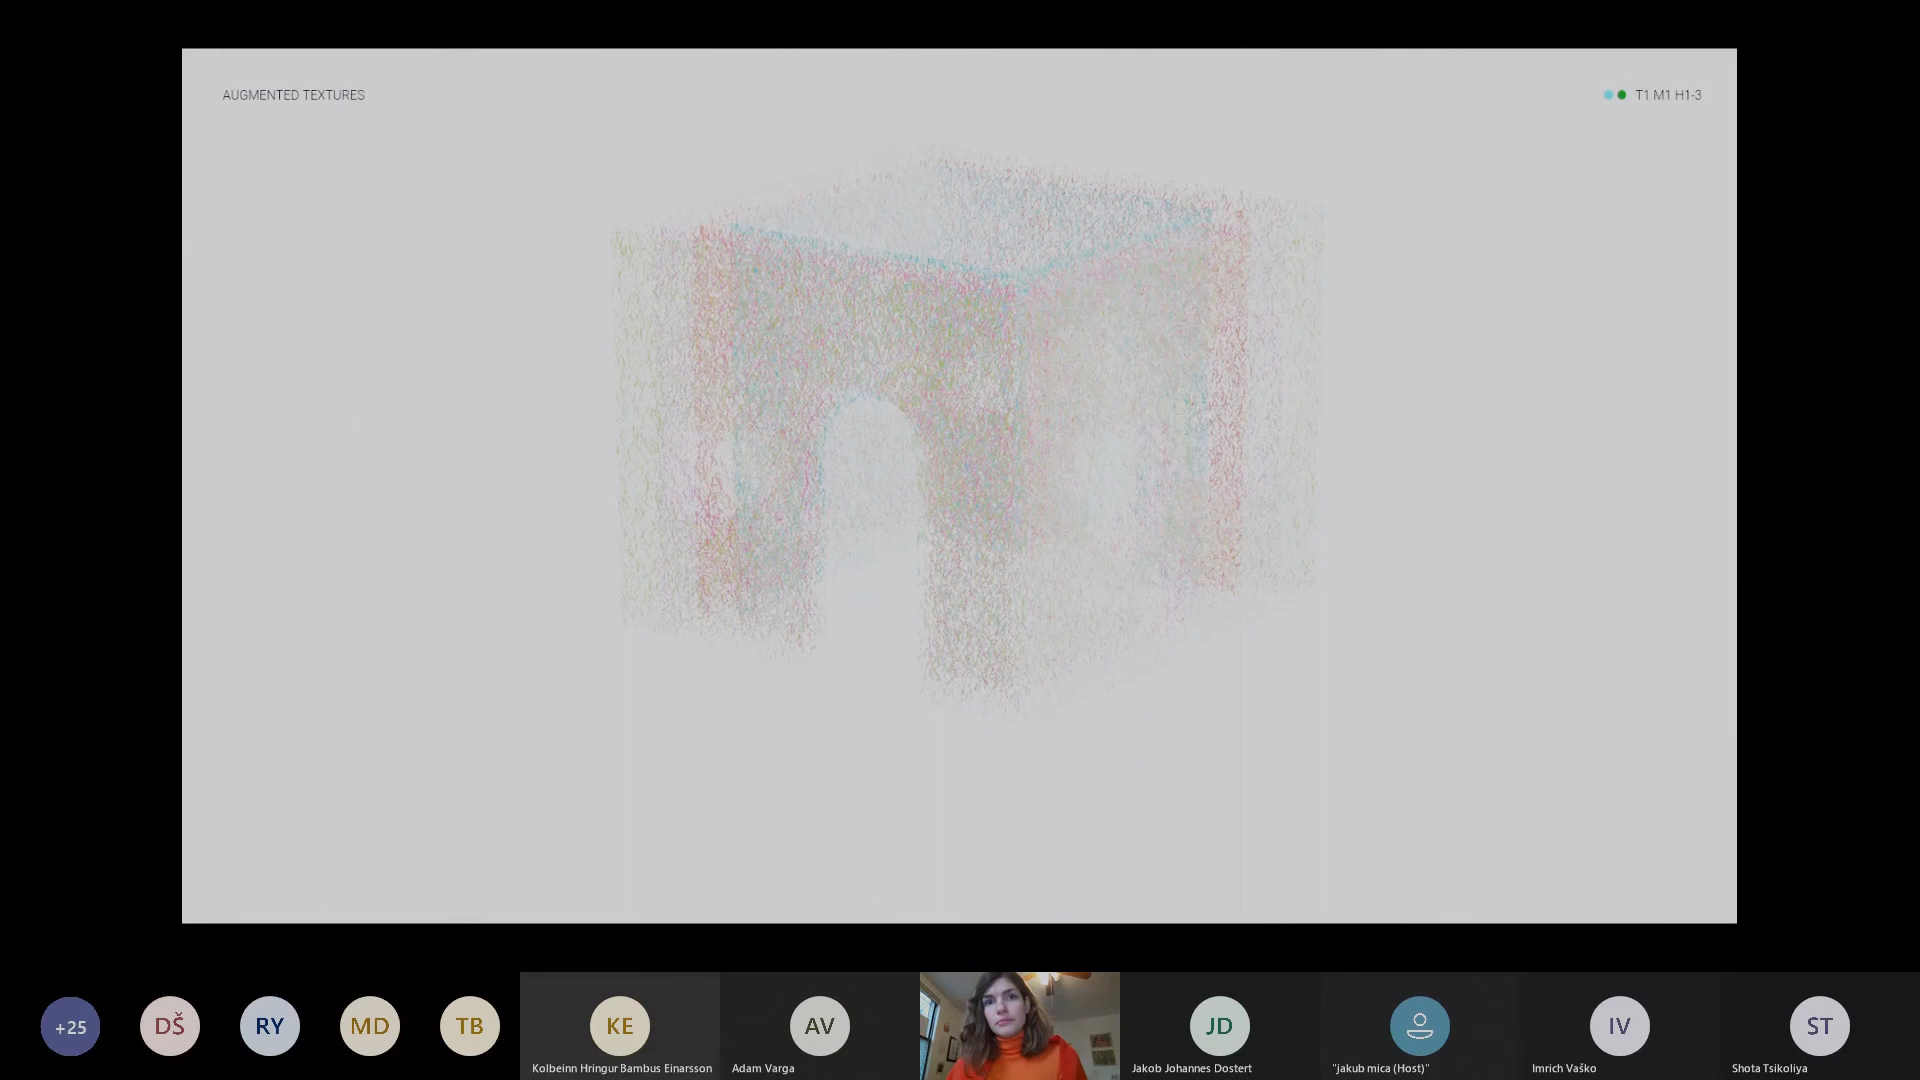 AUGMENTED TEXTURES
T1 M1 H1-3
+25
DŠ
RY
MD
TB
KE
AV
JD
IV
ST
Kolbeinn Hringur Bambus Einarsson
Adam Varga
Jakob Johannes Dostert
"jakub mica (Host)"
Imrich Vaško
Shota Tsikoliya